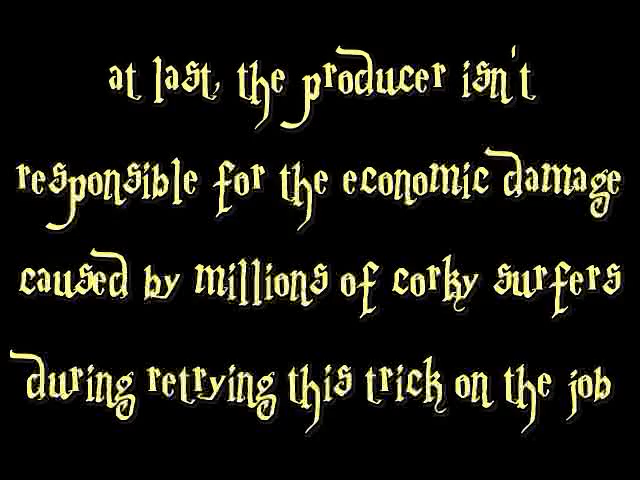 at last, the producer isn't
responsible for the economic damage
caused by millions of corky surfers
during retrying this trick on the job